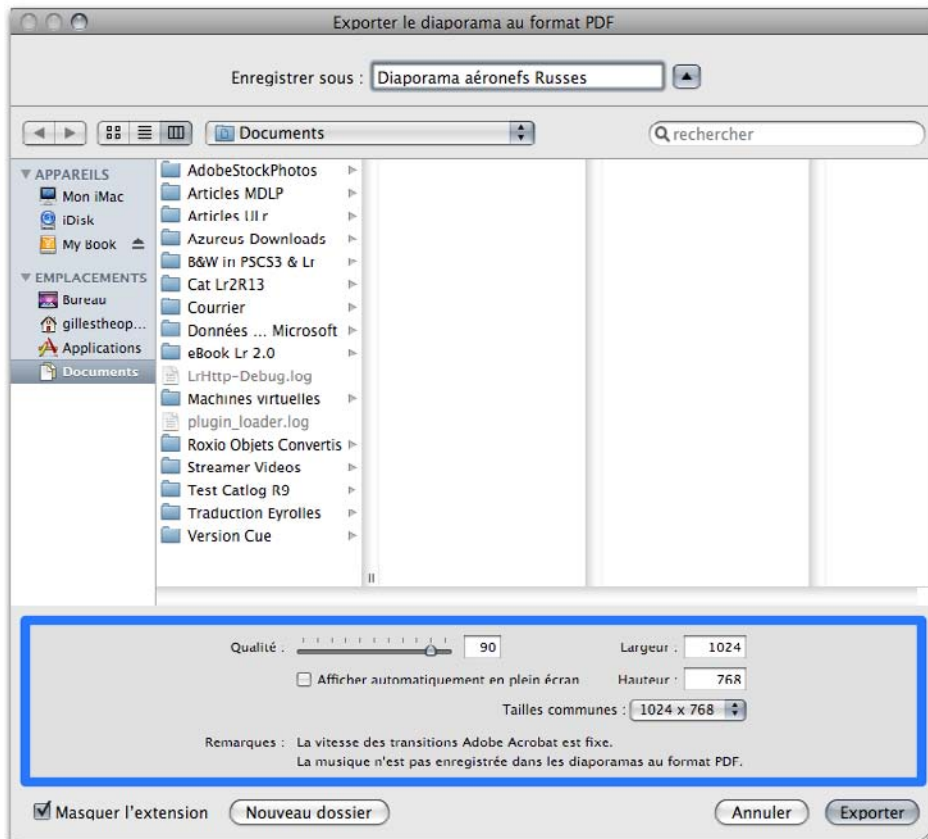 Exporter le diaporama au format PDF
Enregistrer sous : Diaporama aéronefs Russes
Documents
rechercher
APPAREILS
Mon iMac
iDisk
My Book
EMPLACEMENTS
Bureau
gillestheop...
Applications
Documents
AdobeStockPhotos
Articles MDLP
Articles ULr
Azureus Downloads
B&W in PSCS3 & Lr
Cat Lr2R13
Courrier
Données ... Microsoft
eBook Lr 2.0
LrHttp-Debug.log
Machines virtuelles
plugin_loader.log
Roxio Objets Convertis
Streamer Videos
Test Catlog R9
Traduction Eyrolles
Version Cue
Qualité : 90 Largeur : 1024
Afficher automatiquement en plein écran Hauteur : 768
Tailles communes : 1024 x 768
Remarques : La vitesse des transitions Adobe Acrobat est fixe.
La musique n'est pas enregistrée dans les diaporamas au format PDF.
Masquer l'extension Nouveau dossier Annuler Exporter